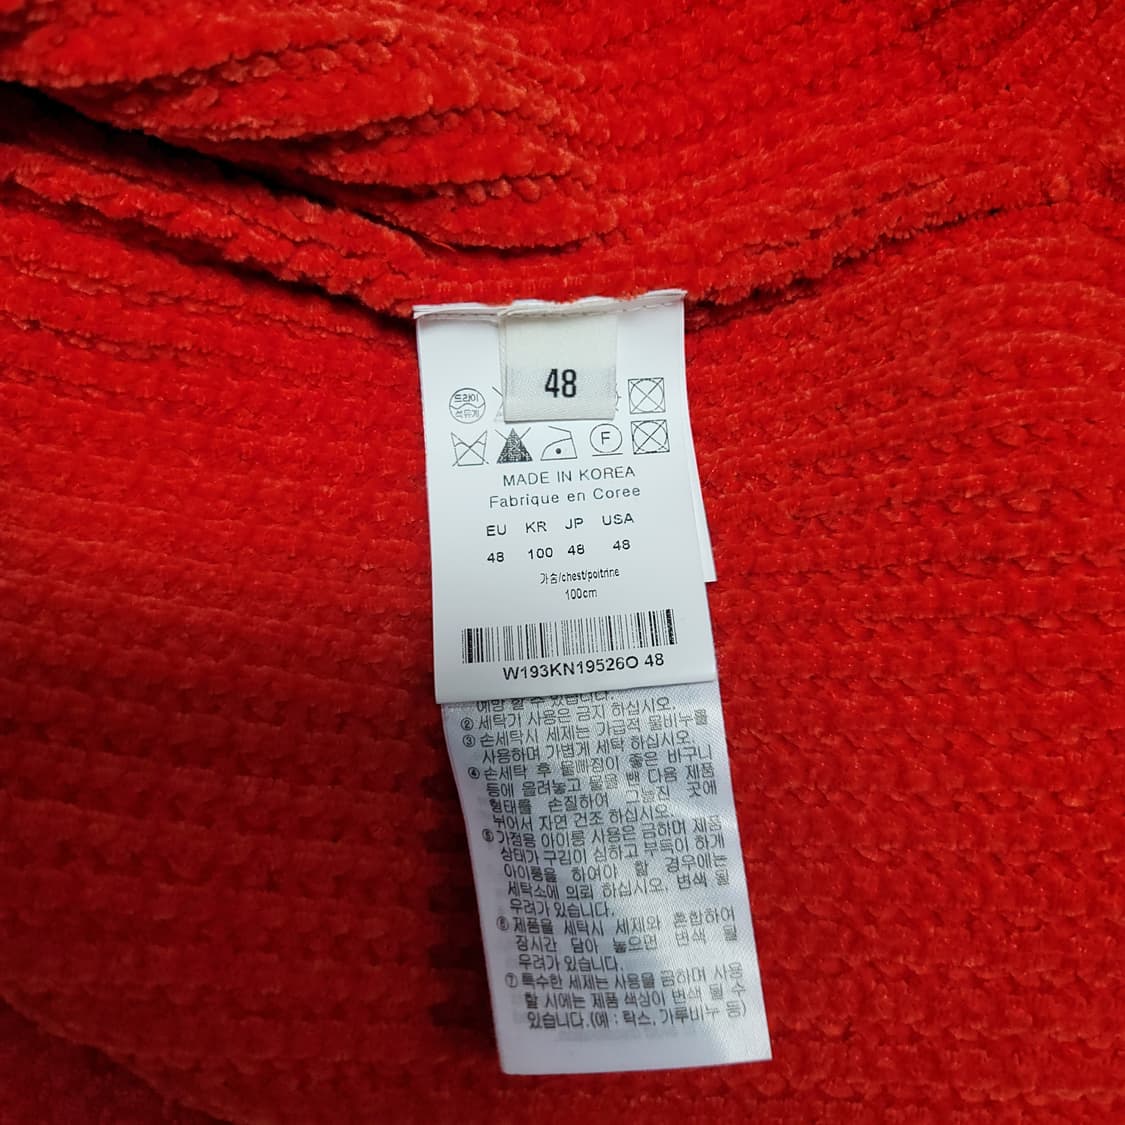 48
드라이
석유계
F
MADE IN KOREA
Fabrique en Coree
EU KR JP USA
48 100 48 48
가슴/chest/poitrine
100cm
W193KN19526O 48
예방 할 수 있습니다.
② 세탁기 사용은 금지 하십시오.
③ 손세탁시 세제는 가급적 물비누를
사용하며 가볍게 세탁 하십시오.
④ 손세탁 후 물빠짐이 좋은 바구니
등에 올려놓고 물을 뺀 다음 제품
형태를 손질하여 그늘진 곳에
뉘어서 자연 건조 하십시오.
⑤ 가정용 아이롱 사용은 금하며 제품
상태가 구김이 심하고 부득이 하게
아이롱을 하여야 할 경우에는
세탁소에 의뢰 하십시오. 변색 될
우려가 있습니다.
⑥ 제품을 세탁시 세제와 혼합하여
장시간 담아 놓으면 변색 될
우려가 있습니다.
⑦ 특수한 세제는 사용을 금하며 사용
할 시에는 제품 색상이 변색 될 수
있습니다.(예 : 락스, 가루비누 등)